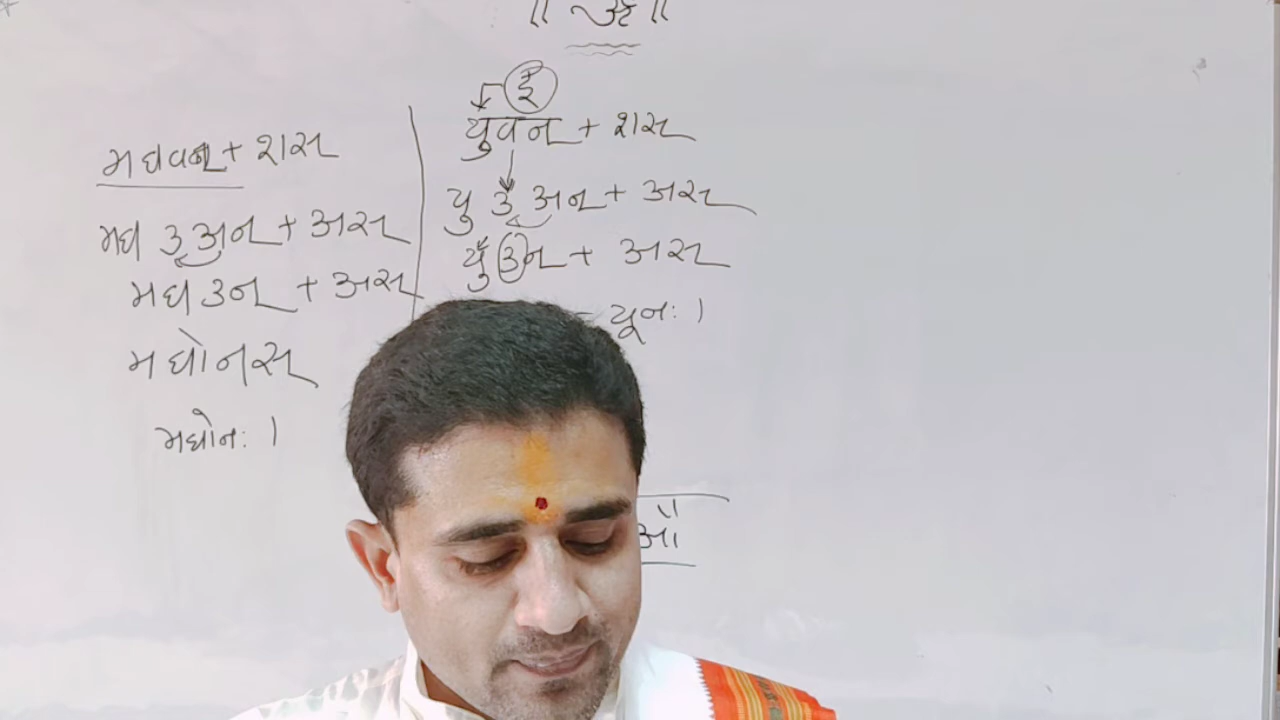 ॥ ॐ ॥
मघवन् + शस्
मघ उ अन् + अस्
मघ उन् + अस्
मघोनस्
मघोनः ।
ई
युवन् + शस्
यु उ अन् + अस्
यु उन् + अस्
- यूनः ।
औ